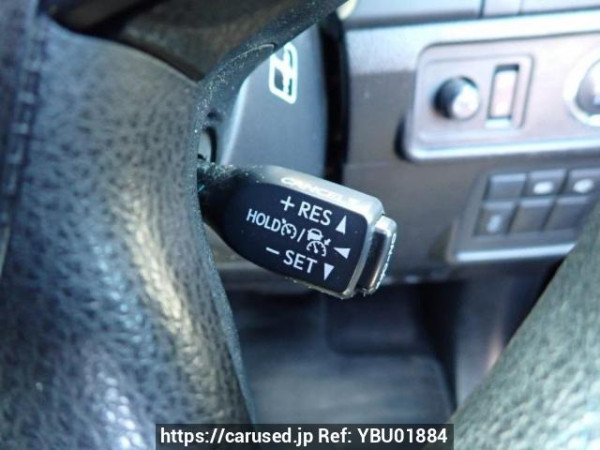 CANCEL
+ RES ▲
HOLD /
− SET ▼
https://carused.jp Ref: YBU01884